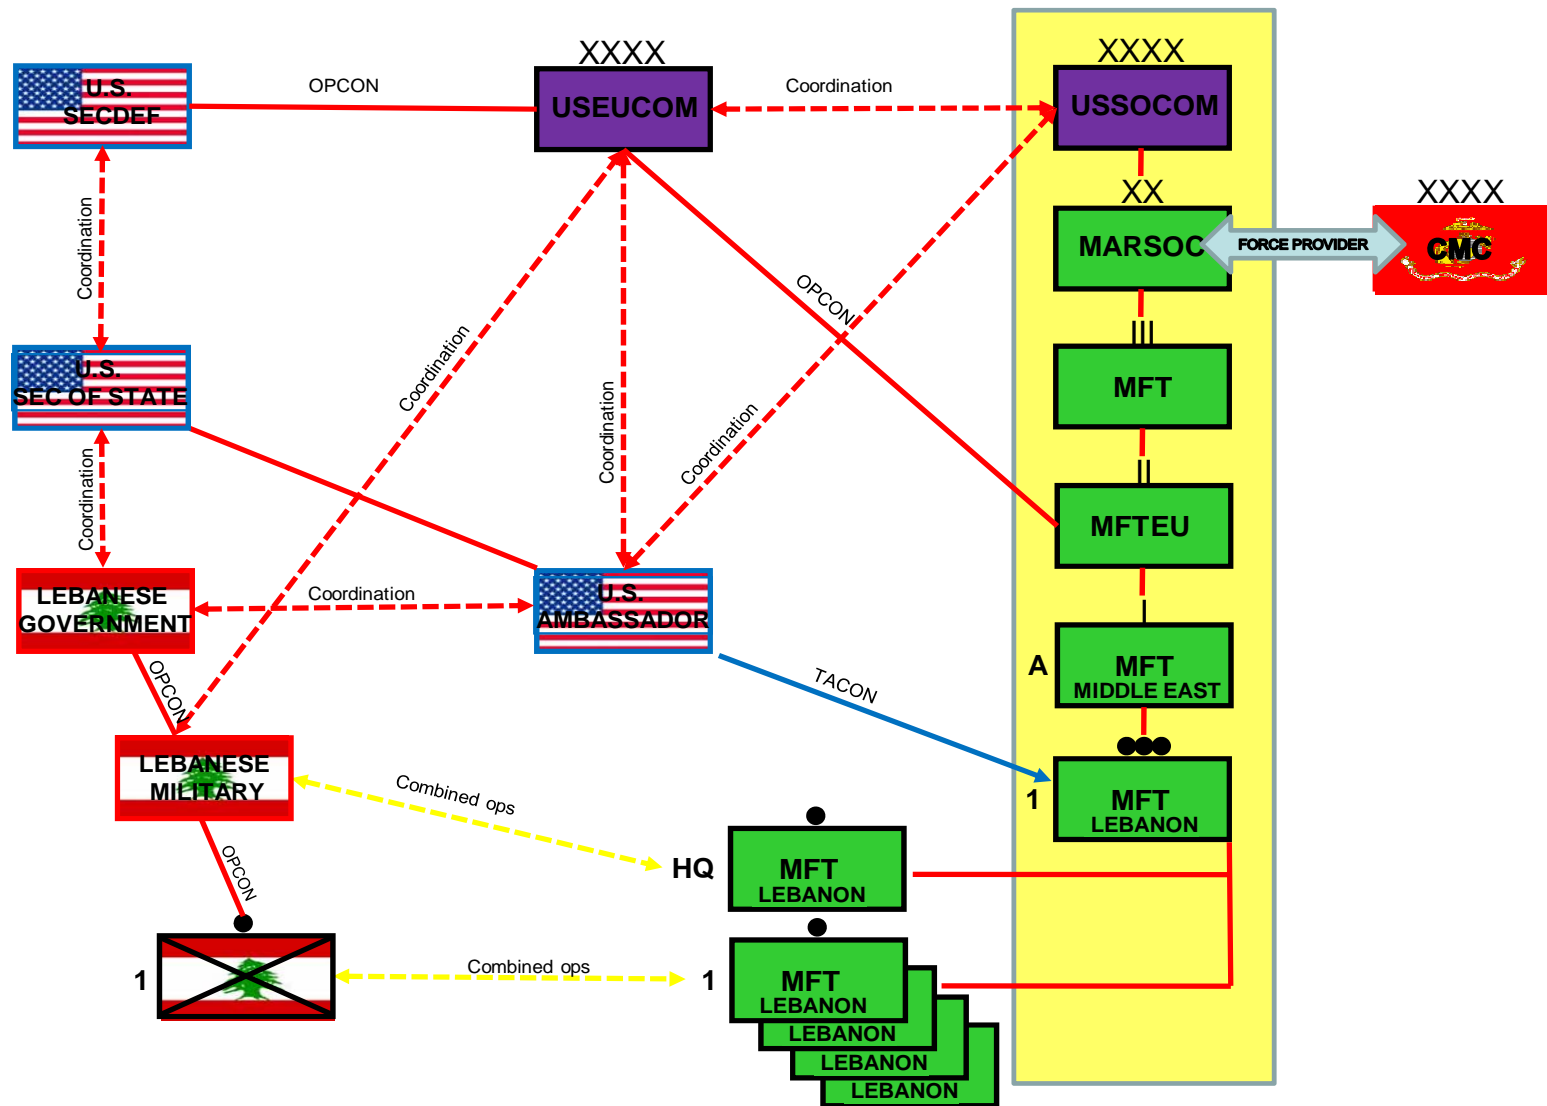 XXXX
XXXX
U.S.
SECDEF
OPCON
USEUCOM
Coordination
USSOCOM
XX
XXXX
MARSOC
FORCE PROVIDER
CMC
Coordination
OPCON
III
U.S.
SEC OF STATE
Coordination
MFT
Coordination
Coordination
Coordination
II
MFTEU
LEBANESE
GOVERNMENT
Coordination
U.S.
AMBASSADOR
I
OPCON
TACON
A
MFT
MIDDLE EAST
LEBANESE
MILITARY
Combined ops
1
MFT
LEBANON
OPCON
HQ
MFT
LEBANON
1
Combined ops
1
MFT
LEBANON
LEBANON
LEBANON
LEBANON